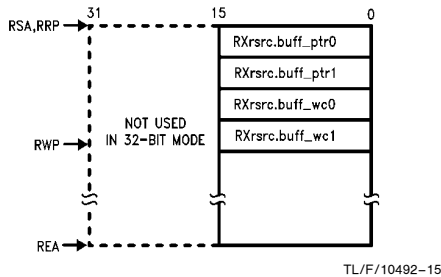 31 15 0
RSA,RRP
RXrsrc.buff_ptr0
RXrsrc.buff_ptr1
NOT USED
IN 32-BIT MODE
RXrsrc.buff_wc0
RWP
RXrsrc.buff_wc1
REA
TL/F/10492-15